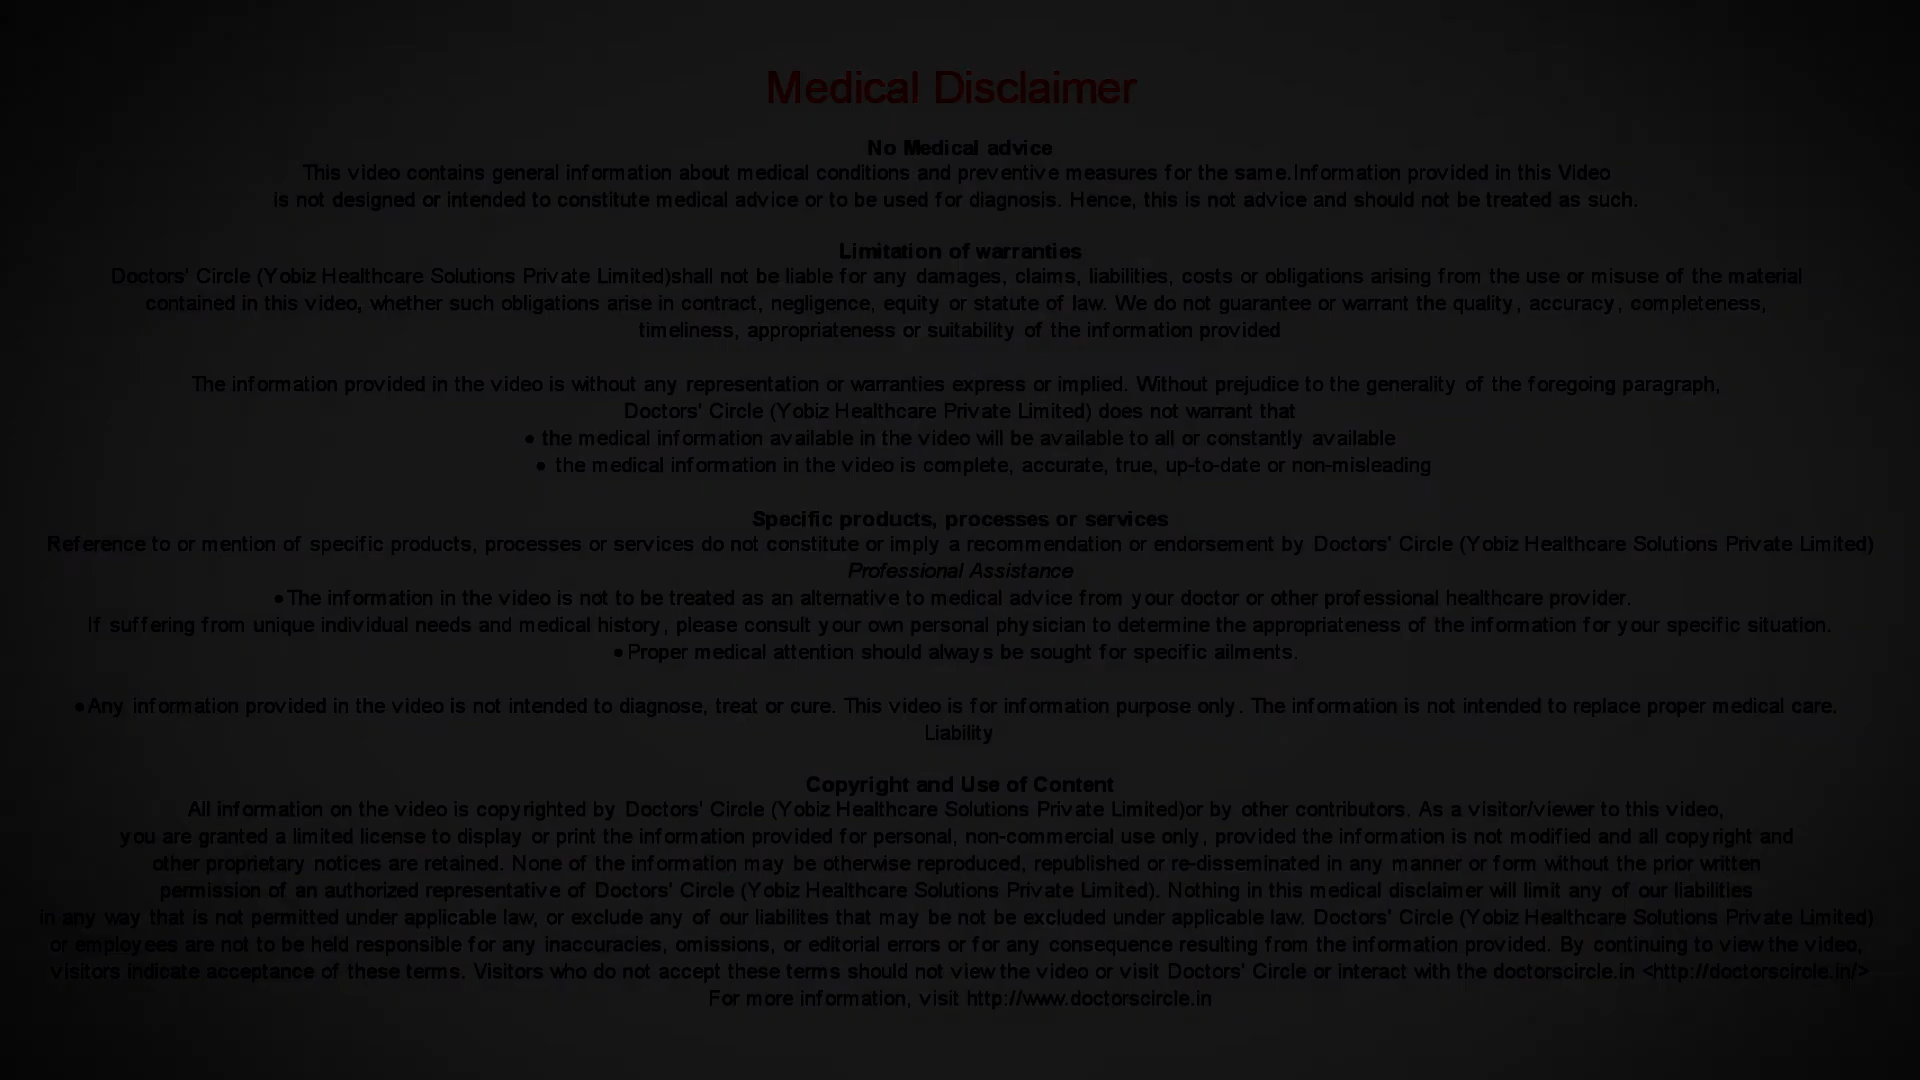 Medical Disclaimer
No Medical advice
This video contains general information about medical conditions and preventive measures for the same.Information provided in this Video
is not designed or intended to constitute medical advice or to be used for diagnosis. Hence, this is not advice and should not be treated as such.
Limitation of warranties
Doctors' Circle (Yobiz Healthcare Solutions Private Limited)shall not be liable for any damages, claims, liabilities, costs or obligations arising from the use or misuse of the material
contained in this video, whether such obligations arise in contract, negligence, equity or statute of law. We do not guarantee or warrant the quality, accuracy, completeness,
timeliness, appropriateness or suitability of the information provided
The information provided in the video is without any representation or warranties express or implied. Without prejudice to the generality of the foregoing paragraph,
Doctors' Circle (Yobiz Healthcare Private Limited) does not warrant that
● the medical information available in the video will be available to all or constantly available
● the medical information in the video is complete, accurate, true, up-to-date or non-misleading
Specific products, processes or services
Reference to or mention of specific products, processes or services do not constitute or imply a recommendation or endorsement by Doctors' Circle (Yobiz Healthcare Solutions Private Limited)
Professional Assistance
●The information in the video is not to be treated as an alternative to medical advice from your doctor or other professional healthcare provider.
If suffering from unique individual needs and medical history, please consult your own personal physician to determine the appropriateness of the information for your specific situation.
●Proper medical attention should always be sought for specific ailments.
●Any information provided in the video is not intended to diagnose, treat or cure. This video is for information purpose only. The information is not intended to replace proper medical care.
Liability
Copyright and Use of Content
All information on the video is copyrighted by Doctors' Circle (Yobiz Healthcare Solutions Private Limited)or by other contributors. As a visitor/viewer to this video,
you are granted a limited license to display or print the information provided for personal, non-commercial use only, provided the information is not modified and all copyright and
other proprietary notices are retained. None of the information may be otherwise reproduced, republished or re-disseminated in any manner or form without the prior written
permission of an authorized representative of Doctors' Circle (Yobiz Healthcare Solutions Private Limited). Nothing in this medical disclaimer will limit any of our liabilities
in any way that is not permitted under applicable law, or exclude any of our liabilites that may be not be excluded under applicable law. Doctors' Circle (Yobiz Healthcare Solutions Private Limited)
or employees are not to be held responsible for any inaccuracies, omissions, or editorial errors or for any consequence resulting from the information provided. By continuing to view the video,
visitors indicate acceptance of these terms. Visitors who do not accept these terms should not view the video or visit Doctors' Circle or interact with the doctorscircle.in <http://doctorscircle.in/>
For more information, visit http://www.doctorscircle.in